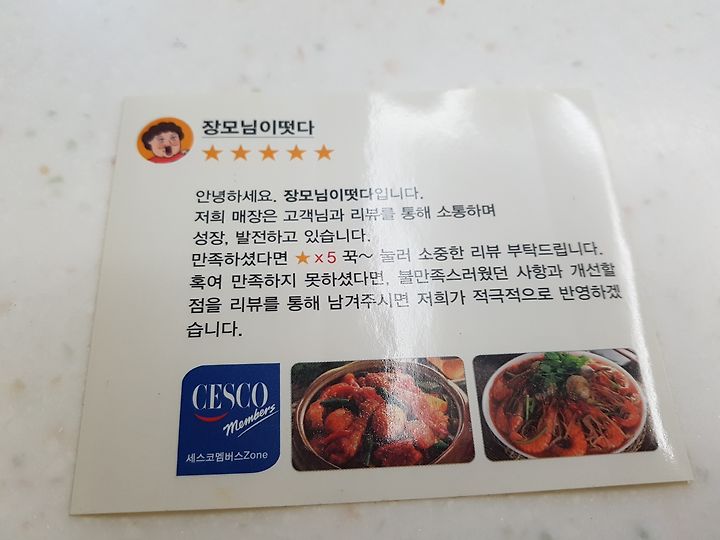 장모님이떳다
★★★★★
안녕하세요. 장모님이떳다입니다.
저희 매장은 고객님과 리뷰를 통해 소통하며
성장, 발전하고 있습니다.
만족하셨다면 ★x5 꾹~ 눌러 소중한 리뷰 부탁드립니다.
혹여 만족하지 못하셨다면, 불만족스러웠던 사항과 개선할
점을 리뷰를 통해 남겨주시면 저희가 적극적으로 반영하겠
습니다.
CESCO
Members
세스코멤버스Zone